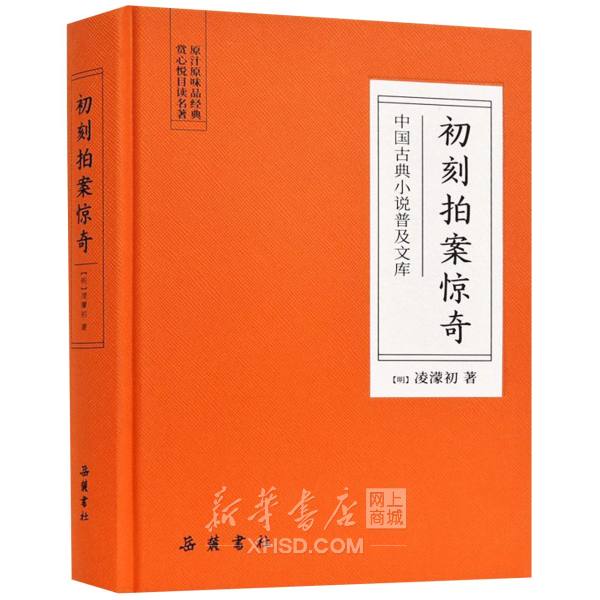 初刻拍案惊奇
【明】凌濛初 著
岳麓书社
原汁原味品经典
赏心悦目读名著
初刻拍案惊奇
中国古典小说普及文库
【明】凌濛初 著
岳麓书社
新华书店
网上
商城
XHSD.COM